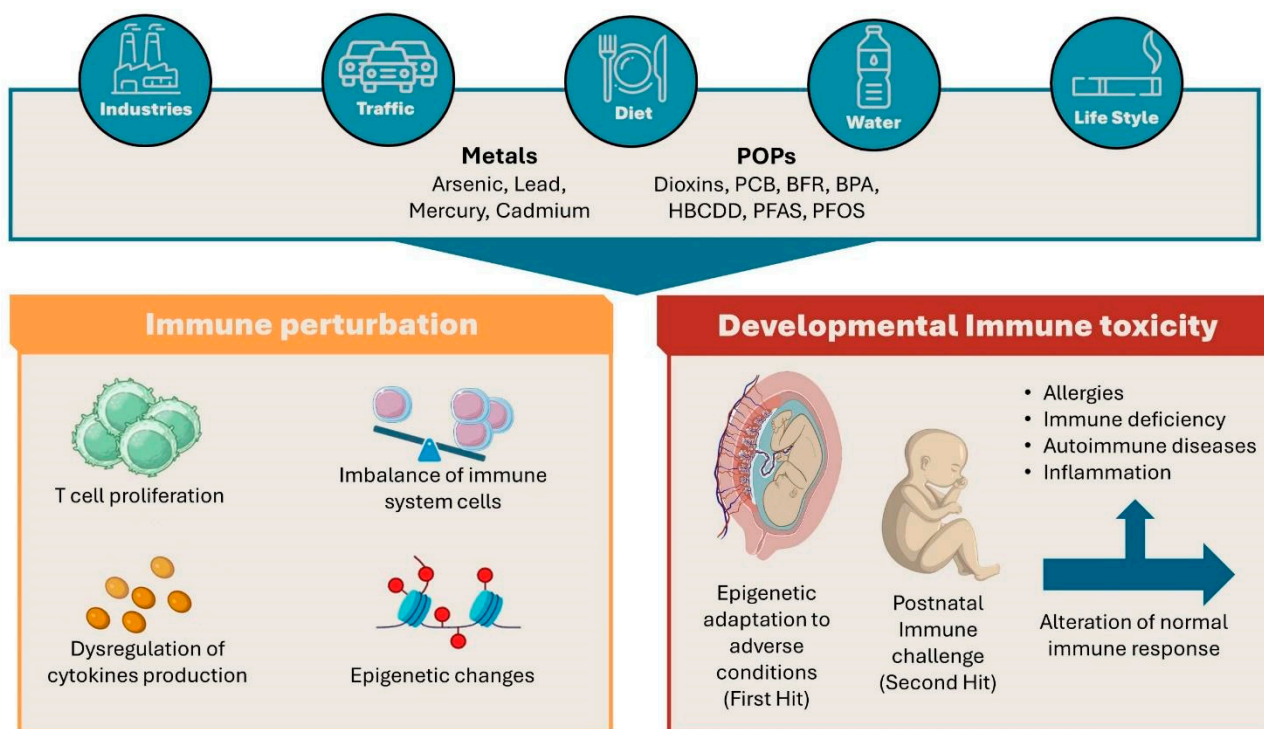 Industries
Traffic
Diet
Water
Life Style
Metals
Arsenic, Lead,
Mercury, Cadmium
POPs
Dioxins, PCB, BFR, BPA,
HBCDD, PFAS, PFOS
Immune perturbation
T cell proliferation
Imbalance of immune
system cells
Dysregulation of
cytokines production
Epigenetic changes
Developmental Immune toxicity
Epigenetic
adaptation to
adverse
conditions
(First Hit)
Postnatal
Immune
challenge
(Second Hit)
• Allergies
• Immune deficiency
• Autoimmune diseases
• Inflammation
Alteration of normal
immune response